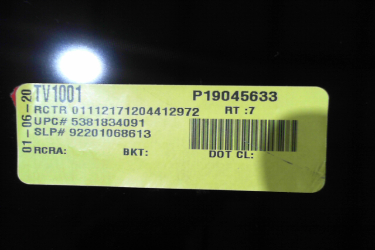 01-06-20
TV1001 P19045633
RCTR 01112171204412972 RT :7
UPC# 5381834091
SLP# 92201068613
RCRA: BKT: DOT CL: